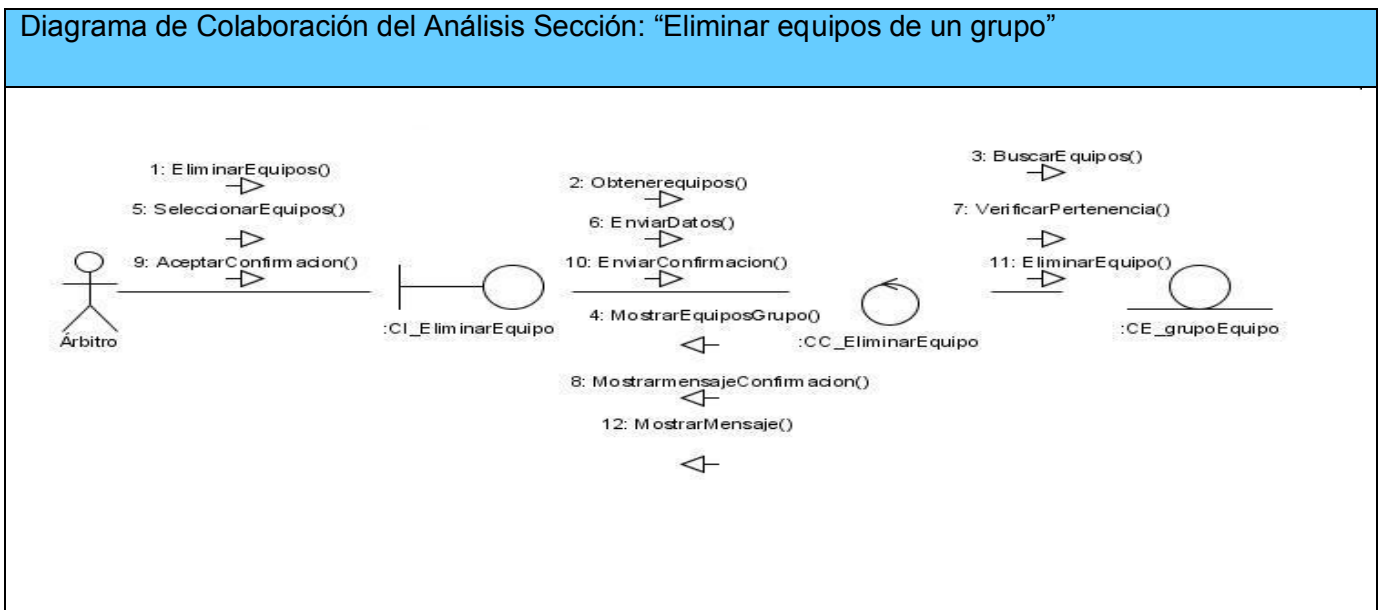 Diagrama de Colaboración del Análisis Sección: “Eliminar equipos de un grupo”
1: EliminarEquipos()
5: SeleccionarEquipos()
9: AceptarConfirmacion()
2: Obtenerequipos()
6: EnviarDatos()
10: EnviarConfirmacion()
4: MostrarEquiposGrupo()
8: MostrarmensajeConfirmacion()
12: MostrarMensaje()
3: BuscarEquipos()
7: VerificarPertenencia()
11: EliminarEquipo()
Árbitro
:CI_EliminarEquipo
:CC_EliminarEquipo
:CE_grupoEquipo